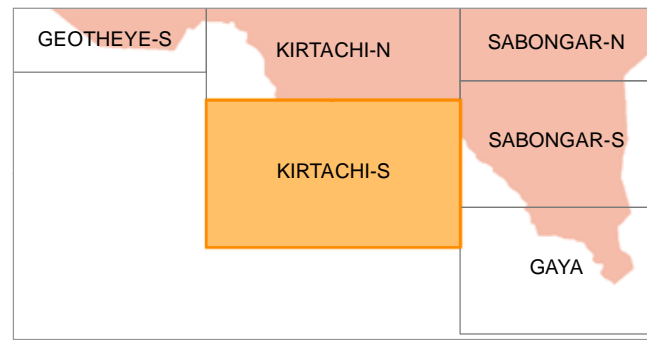 GEOTHEYE-S
KIRTACHI-N
SABONGAR-N
SABONGAR-S
KIRTACHI-S
GAYA